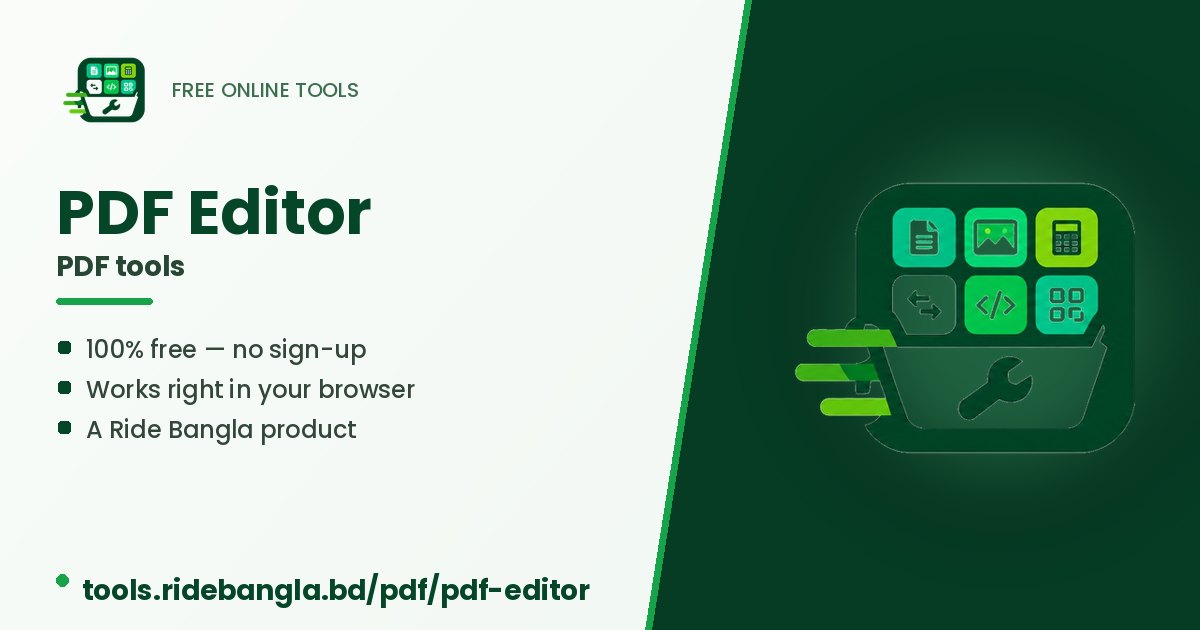 FREE ONLINE TOOLS
PDF Editor
PDF tools
100% free — no sign-up
Works right in your browser
A Ride Bangla product
tools.ridebangla.bd/pdf/pdf-editor